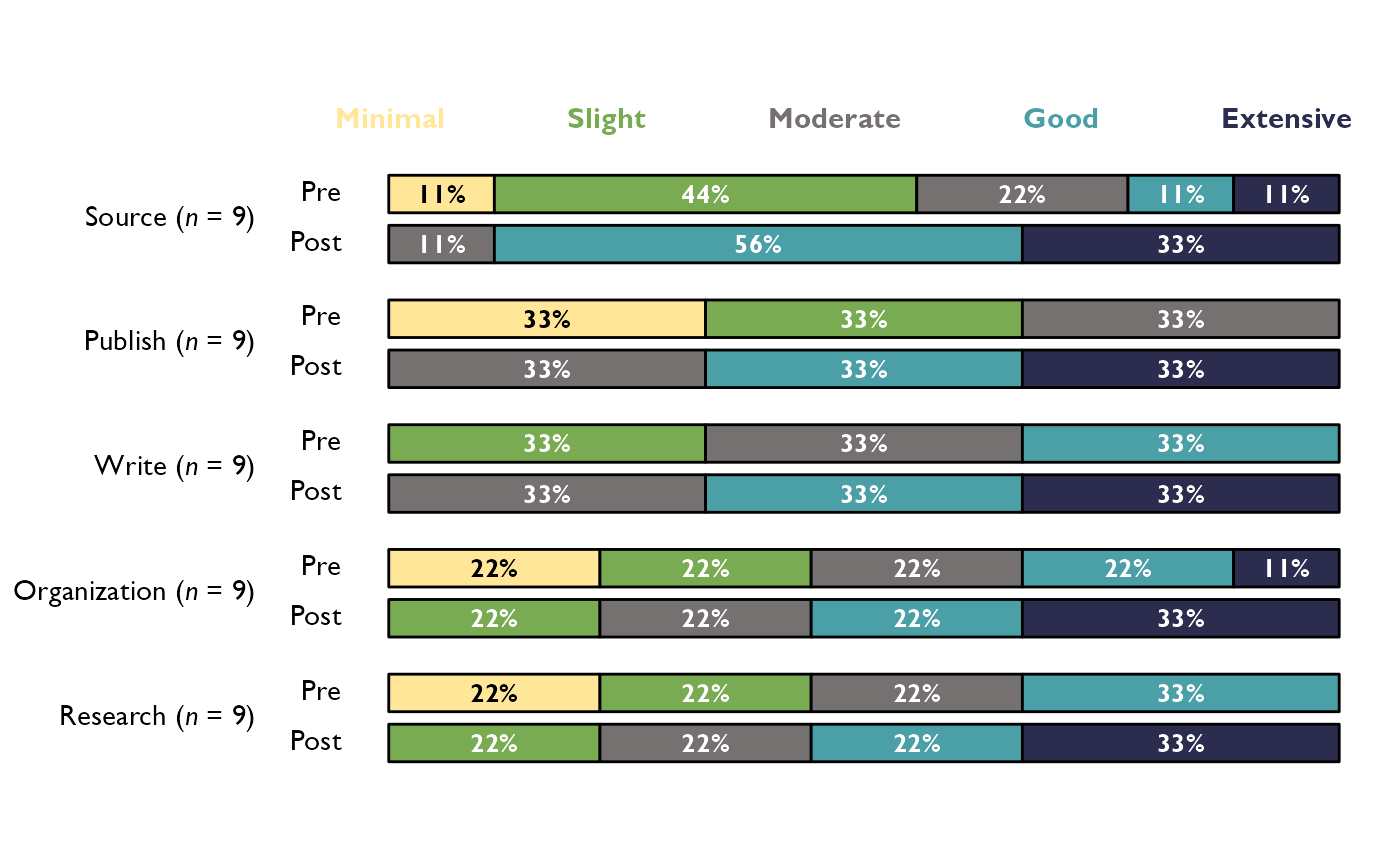 Minimal Slight Moderate Good Extensive
Source (n = 9)
Pre 11% 44% 22% 11% 11%
Post 11% 56% 33%
Publish (n = 9)
Pre 33% 33% 33%
Post 33% 33% 33%
Write (n = 9)
Pre 33% 33% 33%
Post 33% 33% 33%
Organization (n = 9)
Pre 22% 22% 22% 22% 11%
Post 22% 22% 22% 33%
Research (n = 9)
Pre 22% 22% 22% 33%
Post 22% 22% 22% 33%